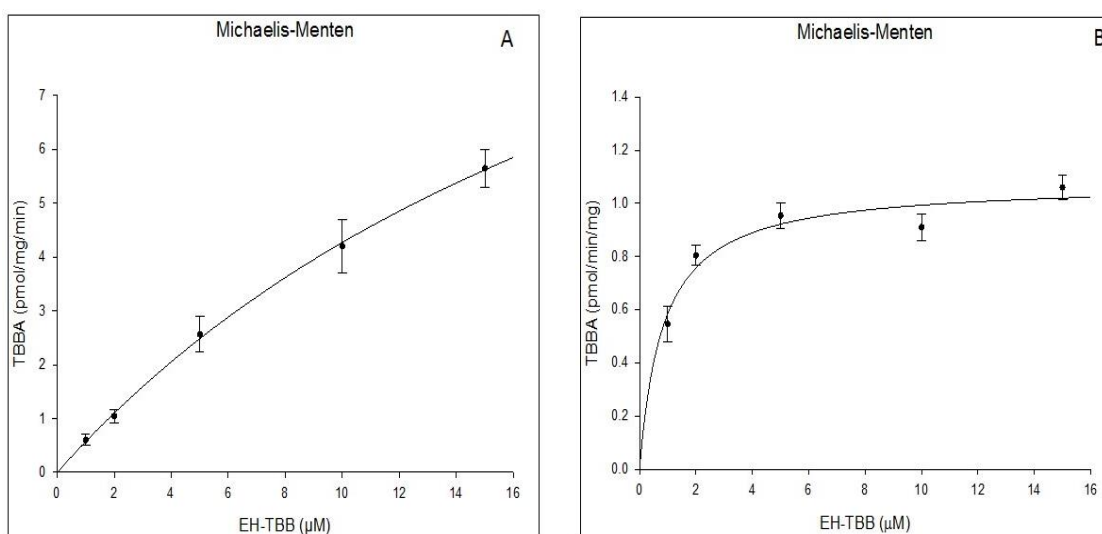 Michaelis-Menten
A
7
6
5
4
3
2
1
0
TBBA (pmol/mg/min)
0 2 4 6 8 10 12 14 16
EH-TBB (µM)
Michaelis-Menten
B
1.4
1.2
1.0
0.8
0.6
0.4
0.2
0.0
TBBA (pmol/min/mg)
0 2 4 6 8 10 12 14 16
EH-TBB (µM)